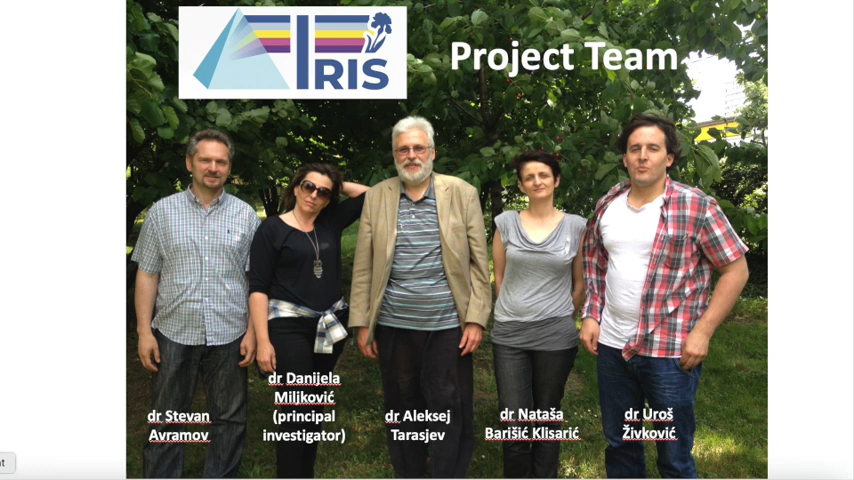 IRIS
Project Team
dr Stevan
Avramov
dr Danijela
Miljković
(principal
investigator)
dr Aleksej
Tarasjev
dr Nataša
Barišić Klisarić
dr Uroš
Živković